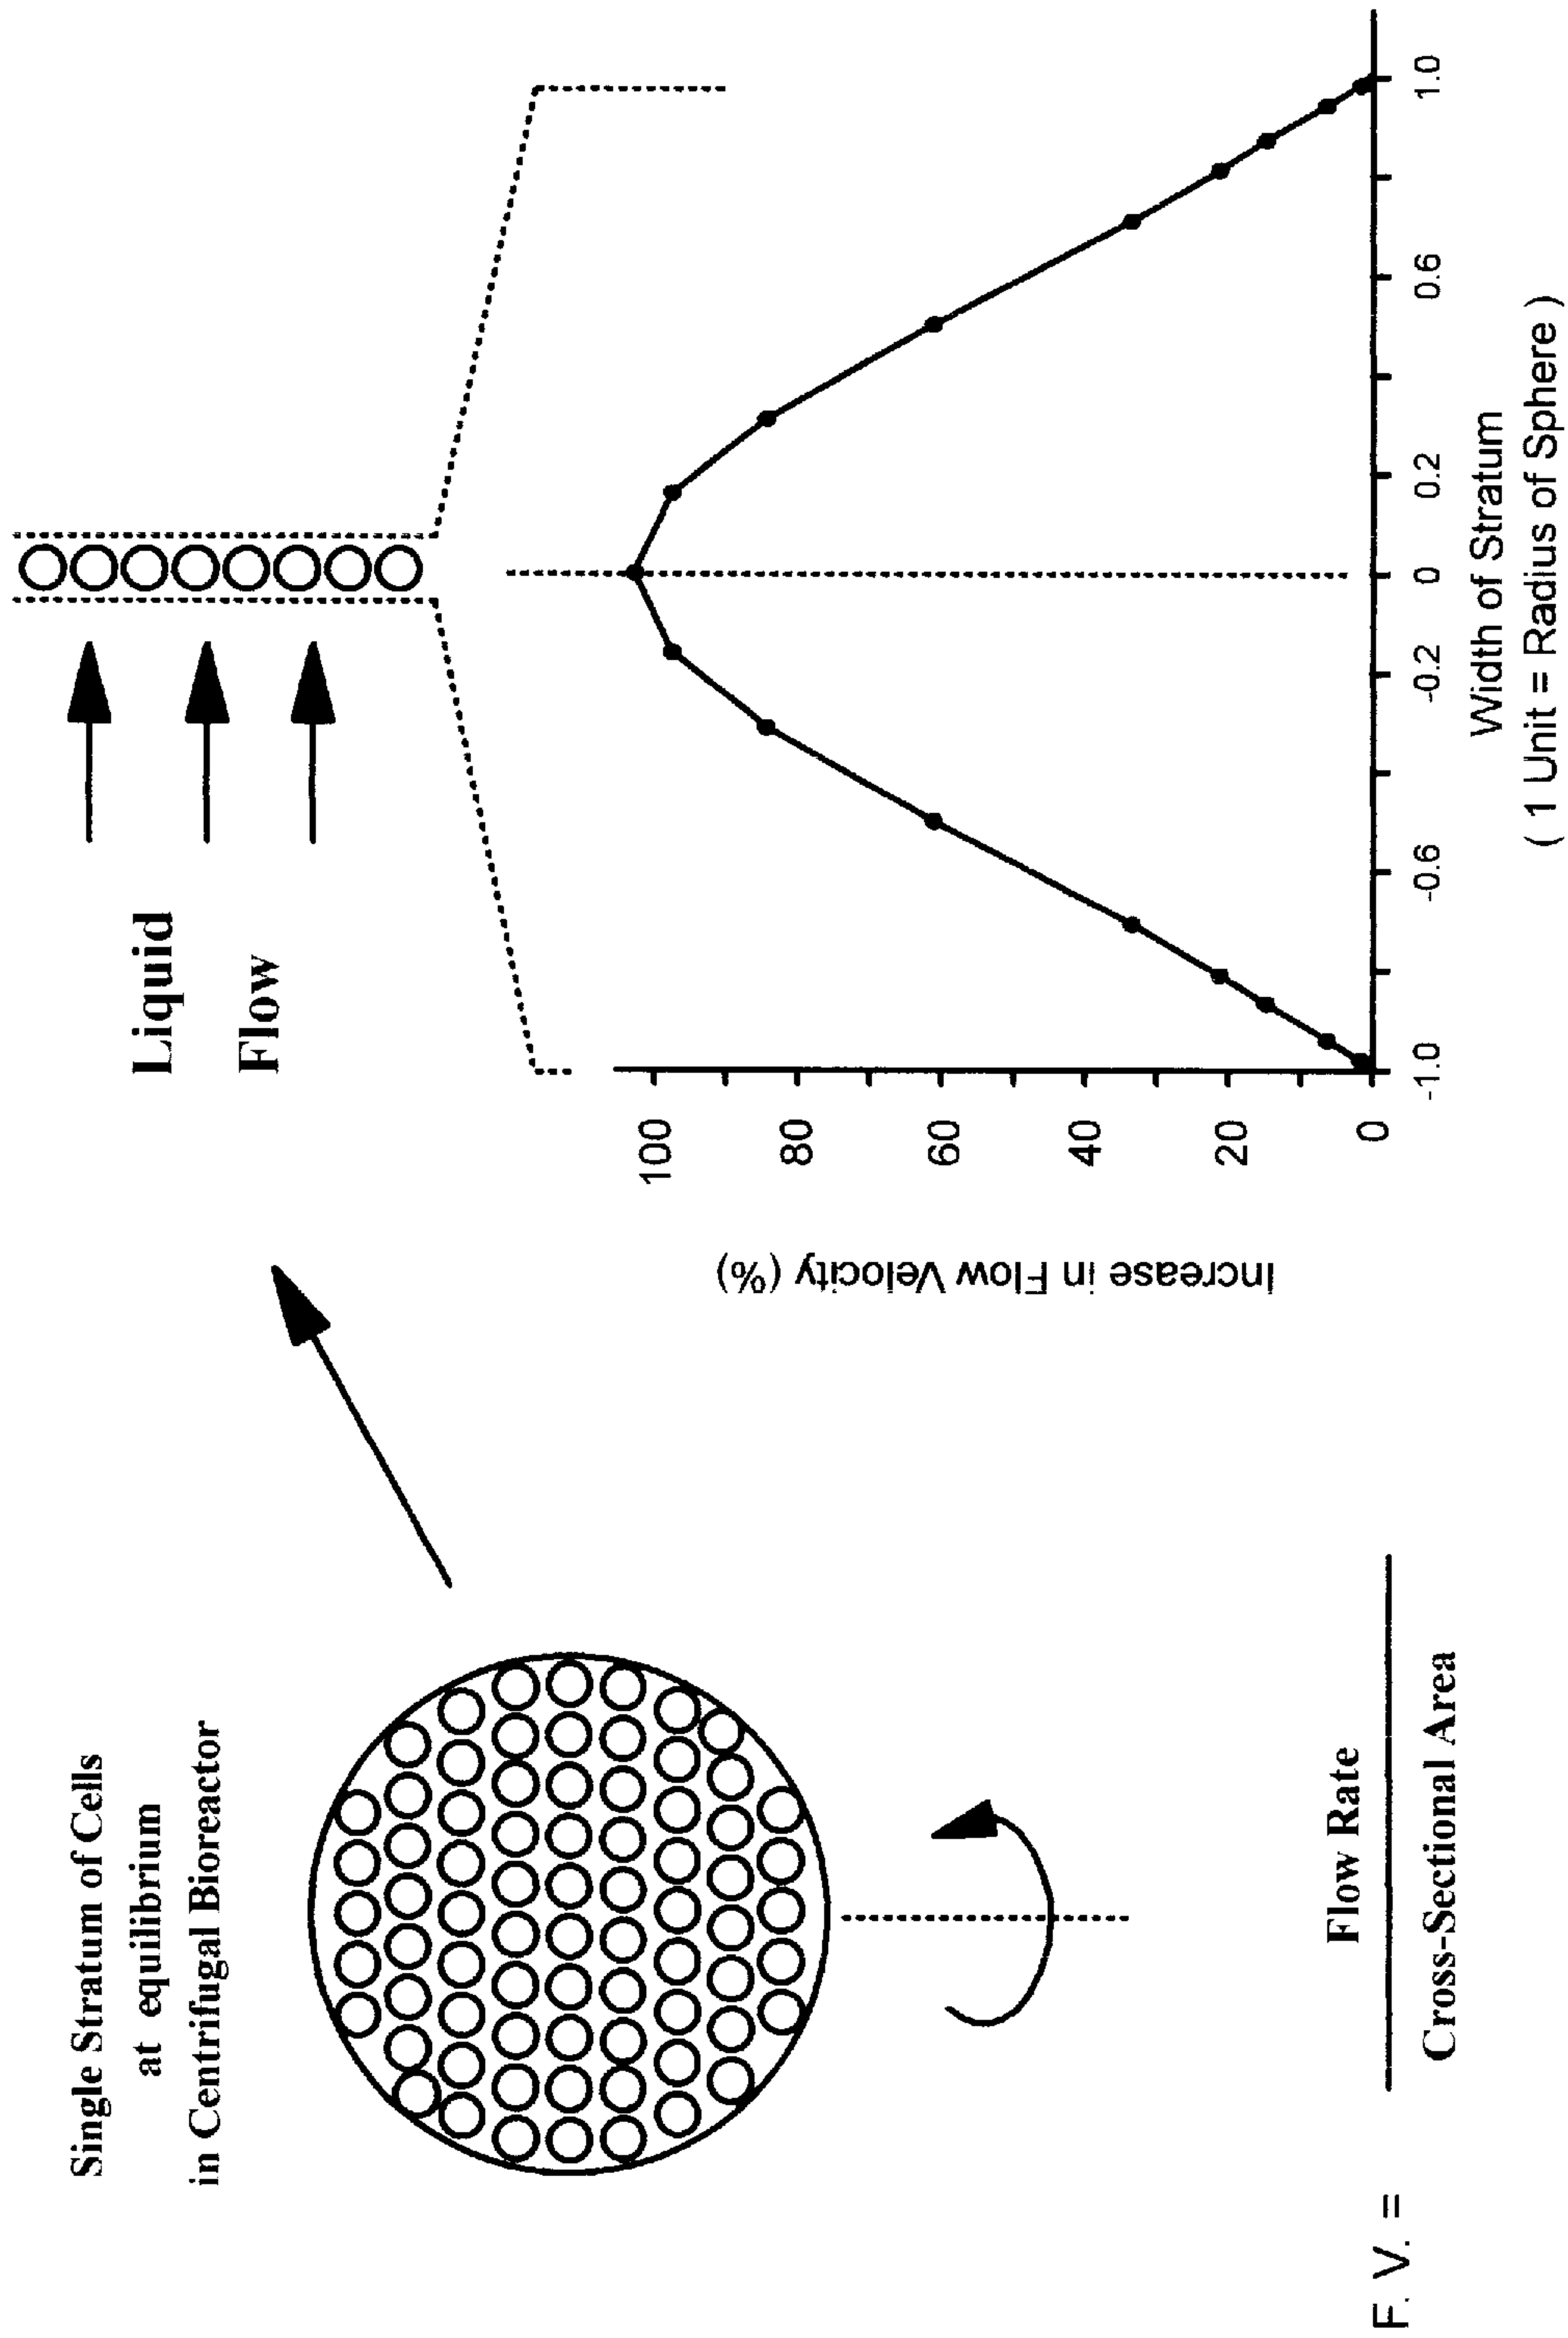 Single Stratum of Cells
at equilibrium
in Centrifugal Bioreactor
F. V. =
Flow Rate
Cross-Sectional Area
Liquid
Flow
Increase in Flow Velocity (%)
100
80
60
40
20
0
-1.0
-0.6
-0.2
0
0.2
0.6
1.0
Width of Stratum
( 1 Unit = Radius of Sphere )